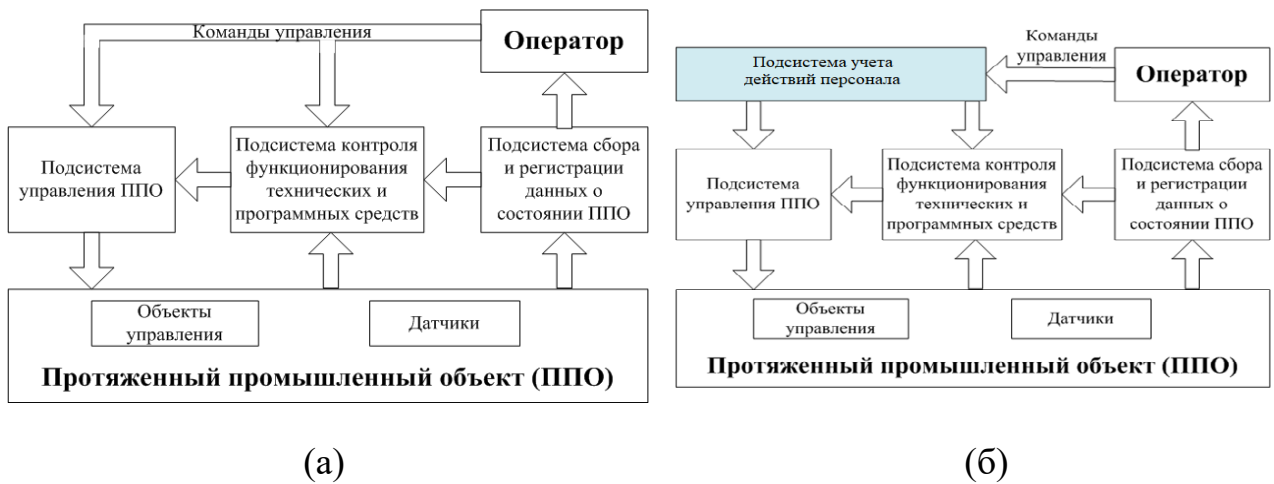 Команды управления
Оператор
Подсистема
управления ППО
Подсистема контроля
функционирования
технических и
программных средств
Подсистема сбора
и регистрации
данных о
состоянии ППО
Объекты
управления
Датчики
Протяженный промышленный объект (ППО)
(а)
Подсистема учета
действий персонала
Команды
управления
Оператор
Подсистема
управления ППО
Подсистема контроля
функционирования
технических и
программных средств
Подсистема сбора
и регистрации
данных о
состоянии ППО
Объекты
управления
Датчики
Протяженный промышленный объект (ППО)
(б)